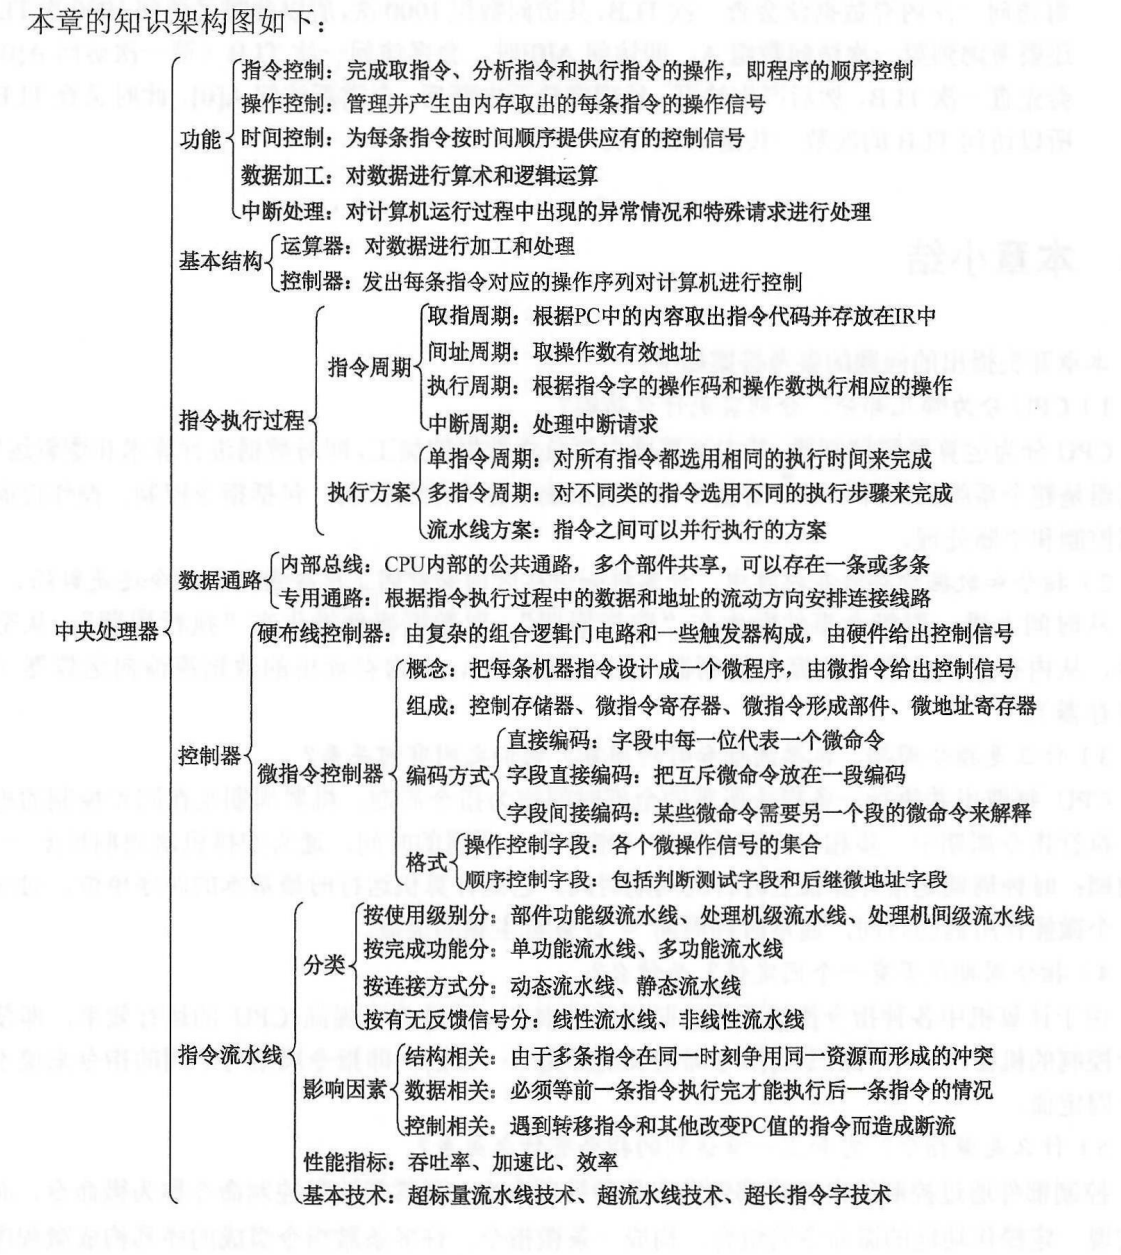 本章的知识架构图如下：
指令控制：完成取指令、分析指令和执行指令的操作，即程序的顺序控制
操作控制：管理并产生由内存取出的每条指令的操作信号
功能
时间控制：为每条指令按时间顺序提供应有的控制信号
数据加工：对数据进行算术和逻辑运算
中断处理：对计算机运行过程中出现的异常情况和特殊请求进行处理
基本结构
运算器：对数据进行加工和处理
控制器：发出每条指令对应的操作序列对计算机进行控制
取指周期：根据PC中的内容取出指令代码并存放在IR中
指令周期
间址周期：取操作数有效地址
执行周期：根据指令字的操作码和操作数执行相应的操作
中断周期：处理中断请求
指令执行过程
单指令周期：对所有指令都选用相同的执行时间来完成
执行方案
多指令周期：对不同类的指令选用不同的执行步骤来完成
流水线方案：指令之间可以并行执行的方案
数据通路
内部总线：CPU内部的公共通路，多个部件共享，可以存在一条或多条
专用通路：根据指令执行过程中的数据和地址的流动方向安排连接线路
中央处理器
硬布线控制器：由复杂的组合逻辑门电路和一些触发器构成，由硬件给出控制信号
概念：把每条机器指令设计成一个微程序，由微指令给出控制信号
组成：控制存储器、微指令寄存器、微指令形成部件、微地址寄存器
控制器
微指令控制器
直接编码：字段中每一位代表一个微命令
编码方式
字段直接编码：把互斥微命令放在一段编码
字段间接编码：某些微命令需要另一个段的微命令来解释
格式
操作控制字段：各个微操作信号的集合
顺序控制字段：包括判断测试字段和后继微地址字段
按使用级别分：部件功能级流水线、处理机级流水线、处理机间级流水线
分类
按完成功能分：单功能流水线、多功能流水线
按连接方式分：动态流水线、静态流水线
按有无反馈信号分：线性流水线、非线性流水线
指令流水线
结构相关：由于多条指令在同一时刻争用同一资源而形成的冲突
影响因素
数据相关：必须等前一条指令执行完才能执行后一条指令的情况
控制相关：遇到转移指令和其他改变PC值的指令而造成断流
性能指标：吞吐率、加速比、效率
基本技术：超标量流水线技术、超流水线技术、超长指令字技术